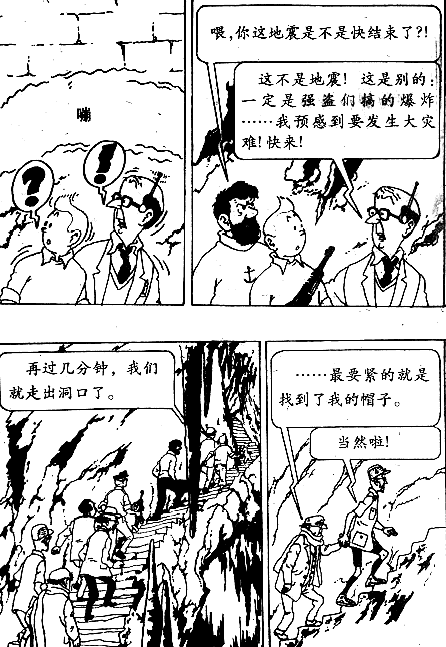 嘣
?
!
喂,你这地震是不是快结束了?!
这不是地震!这是别的:
一定是强盗们犒的爆炸
……我预感到要发生大灾
难!快来!
再过几分钟,我们
就走出洞口了。
……最要紧的就是
找到了我的帽子。
当然啦!